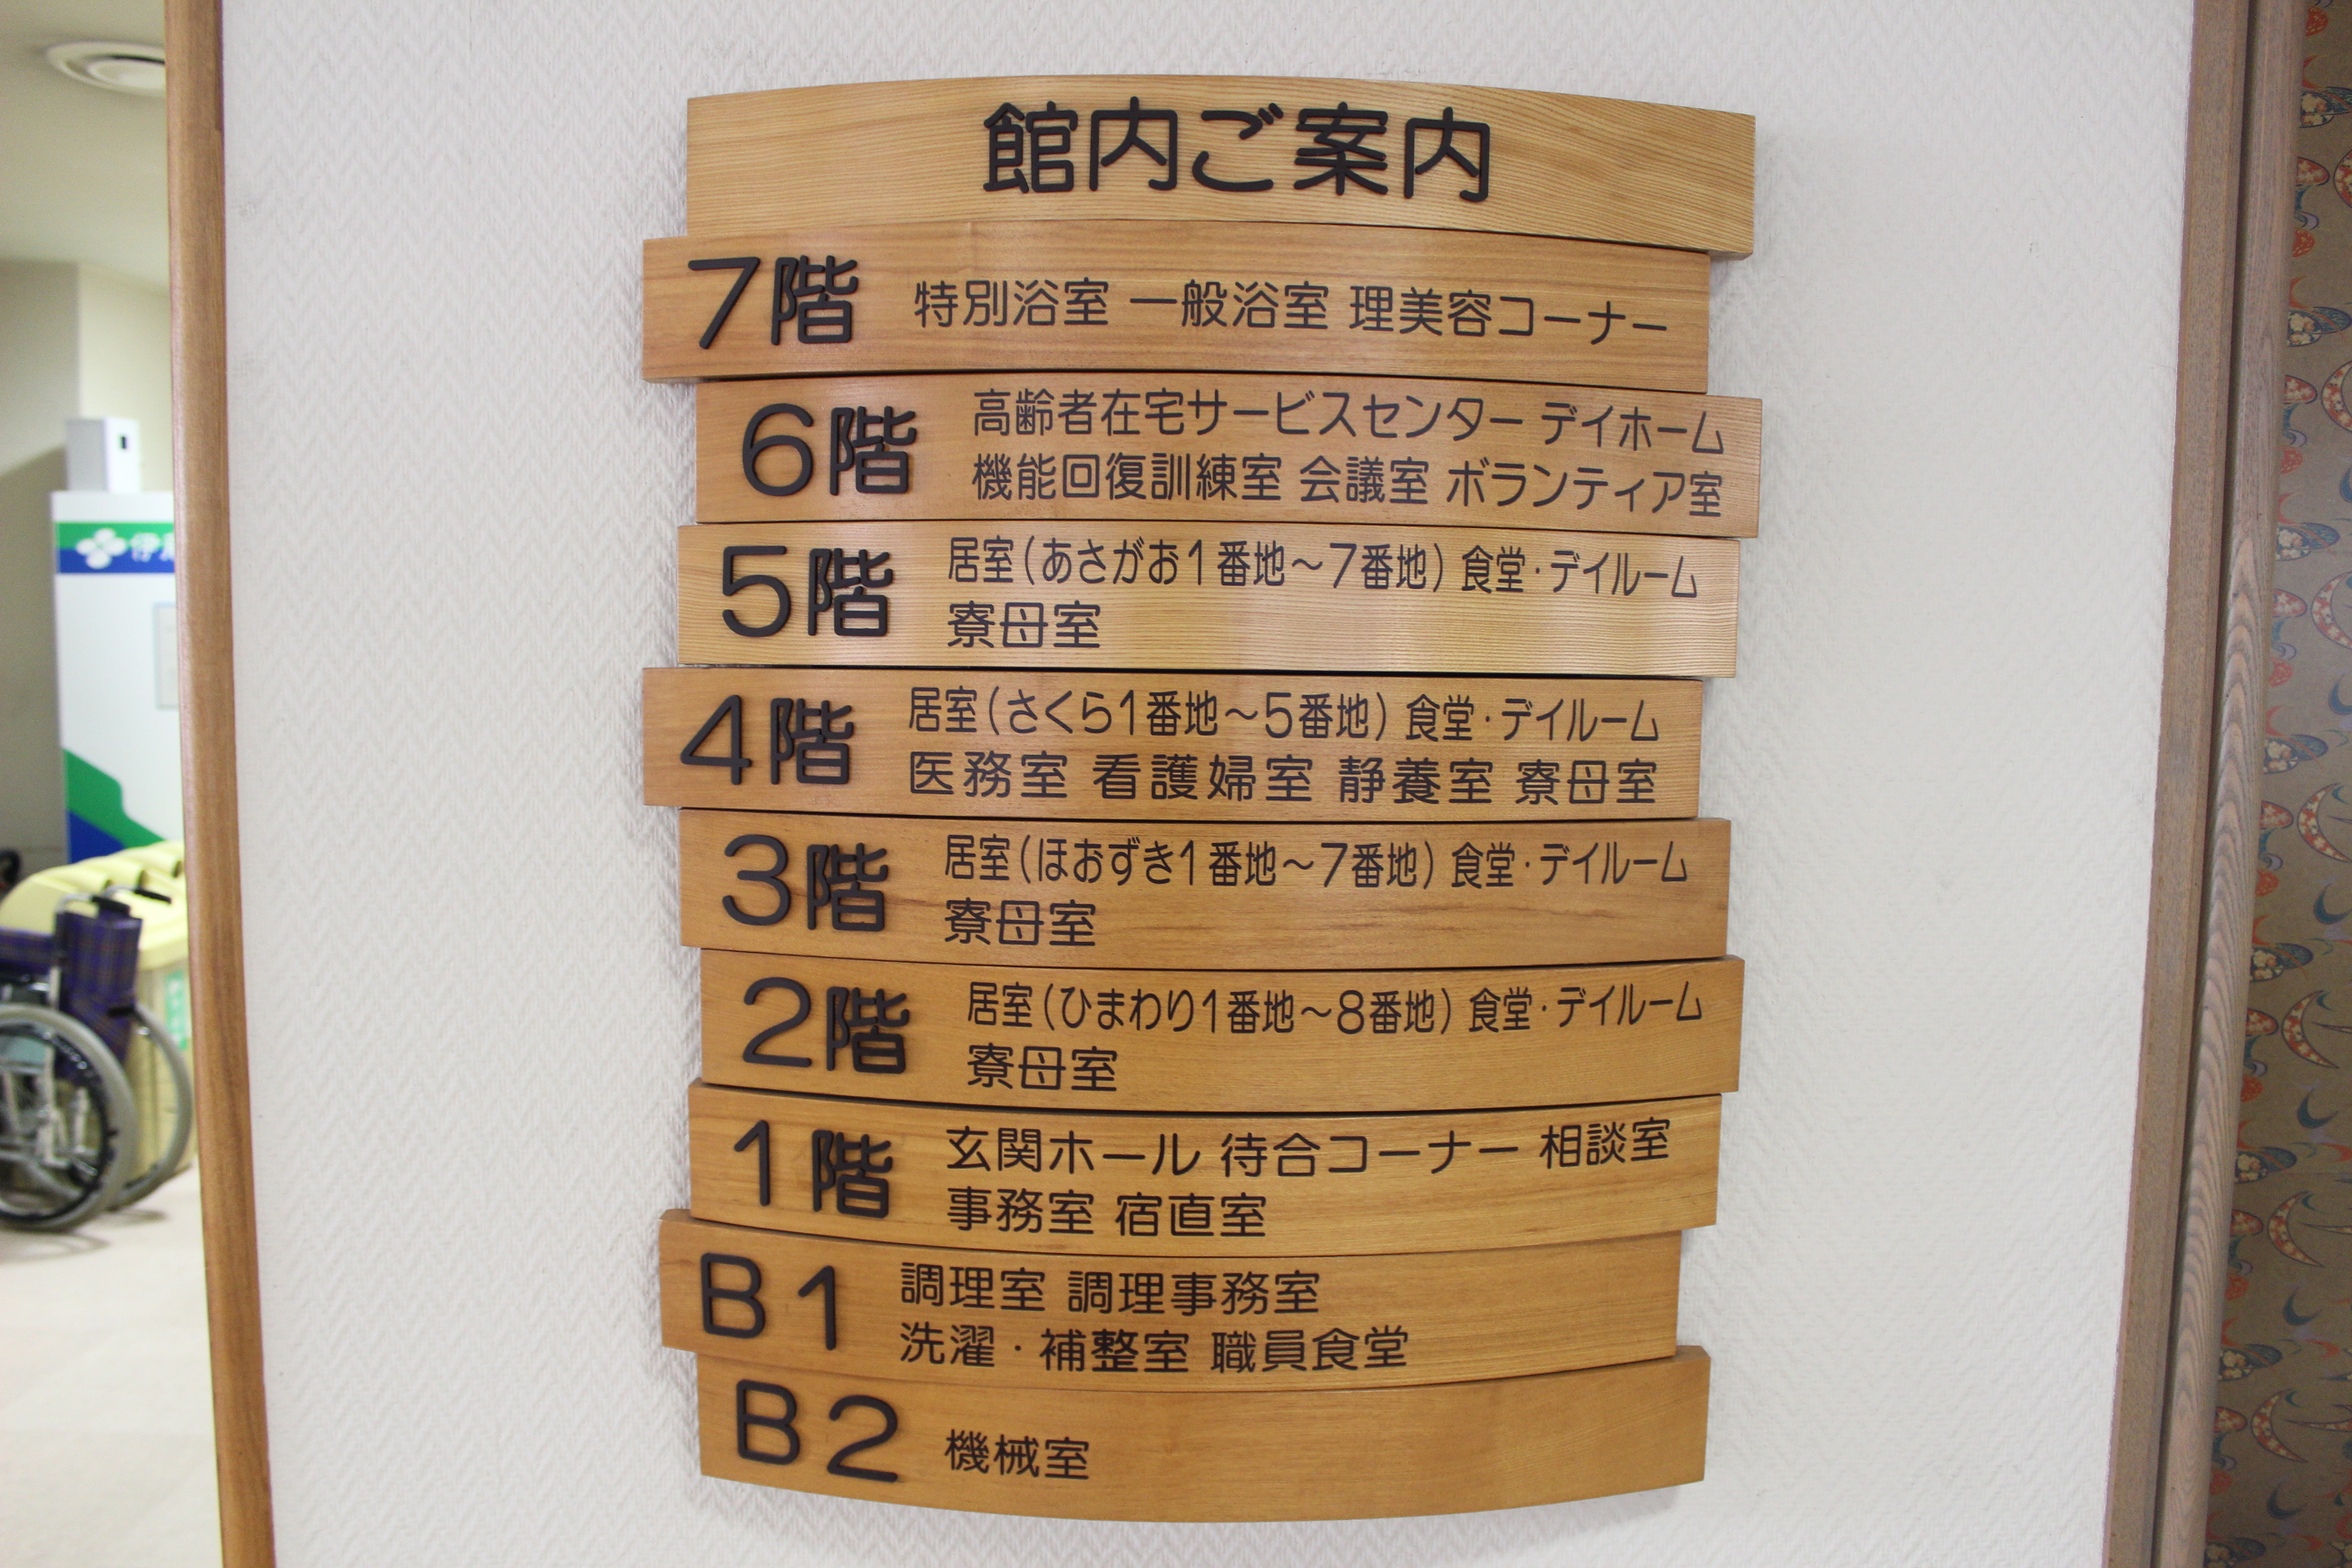 館内ご案内
7階 特別浴室 一般浴室 理美容コーナー
6階 高齢者在宅サービスセンター デイホーム
機能回復訓練室 会議室 ボランティア室
5階 居室(あさがお1番地～7番地) 食堂・デイルーム
寮母室
4階 居室(さくら1番地～5番地) 食堂・デイルーム
医務室 看護婦室 静養室 寮母室
3階 居室(ほおずき1番地～7番地) 食堂・デイルーム
寮母室
2階 居室(ひまわり1番地～8番地) 食堂・デイルーム
寮母室
1階 玄関ホール 待合コーナー 相談室
事務室 宿直室
B1 調理室 調理事務室
洗濯・補整室 職員食堂
B2 機械室